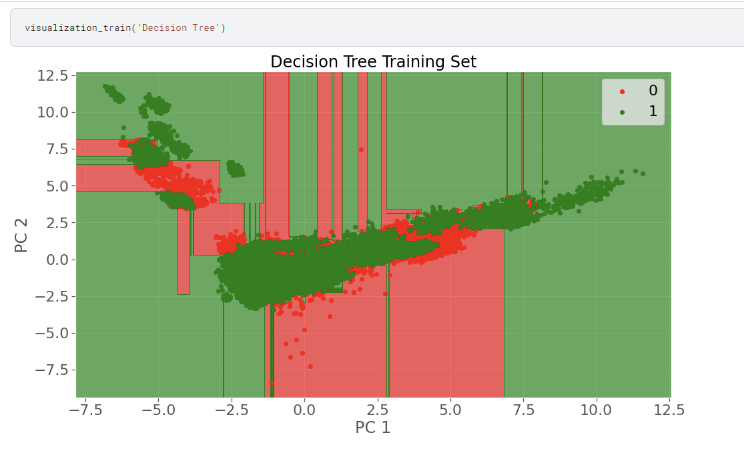 visualization_train('Decision Tree')
Decision Tree Training Set
12.5
10.0
7.5
5.0
2.5
0.0
−2.5
−5.0
−7.5
PC 2
0
1
−7.5 −5.0 −2.5 0.0 2.5 5.0 7.5 10.0 12.5
PC 1